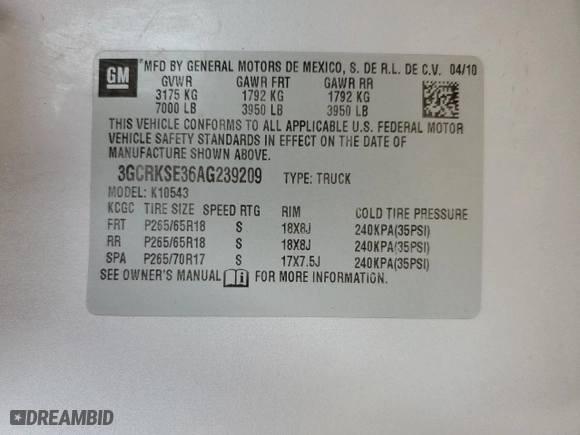 GM
MFD BY GENERAL MOTORS DE MEXICO, S. DE R.L. DE C.V. 04/10
GVWR GAWR FRT GAWR RR
3175 KG 1792 KG 1792 KG
7000 LB 3950 LB 3950 LB
THIS VEHICLE CONFORMS TO ALL APPLICABLE U.S. FEDERAL MOTOR
VEHICLE SAFETY STANDARDS IN EFFECT ON THE DATE OF
MANUFACTURE SHOWN ABOVE.
3GCRKSE36AG239209 TYPE: TRUCK
MODEL: K10543
KCGC TIRE SIZE SPEED RTG RIM COLD TIRE PRESSURE
FRT P265/65R18 S 18X8J 240KPA(35PSI)
RR P265/65R18 S 18X8J 240KPA(35PSI)
SPA P265/70R17 S 17X7.5J 240KPA(35PSI)
SEE OWNER'S MANUAL FOR MORE INFORMATION.
DREAMBID